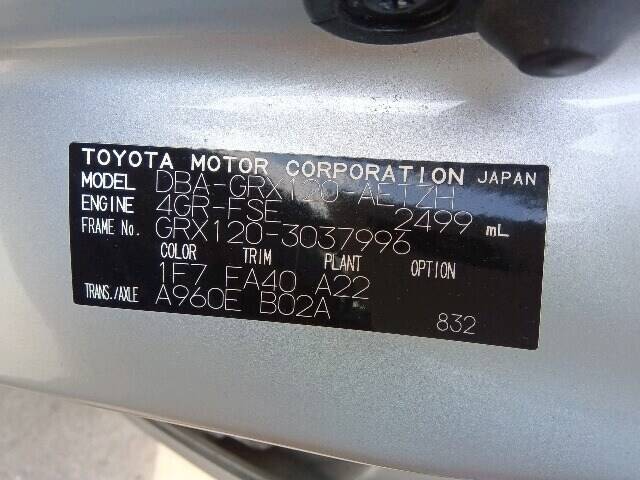 TOYOTA MOTOR CORPORATION JAPAN
MODEL DBA-GRX120-AETZH
ENGINE 4GR-FSE 2499 mL
FRAME No. GRX120-3037996
COLOR TRIM PLANT OPTION
1F7 FA40 A22
TRANS./AXLE A960E B02A
832